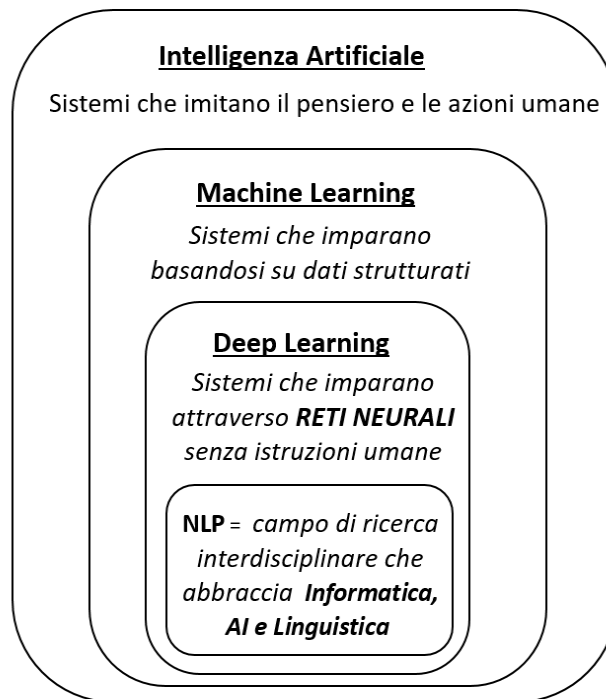 Intelligenza Artificiale
Sistemi che imitano il pensiero e le azioni umane
Machine Learning
Sistemi che imparano
basandosi su dati strutturati
Deep Learning
Sistemi che imparano
attraverso RETI NEURALI
senza istruzioni umane
NLP = campo di ricerca
interdisciplinare che
abbraccia Informatica,
AI e Linguistica